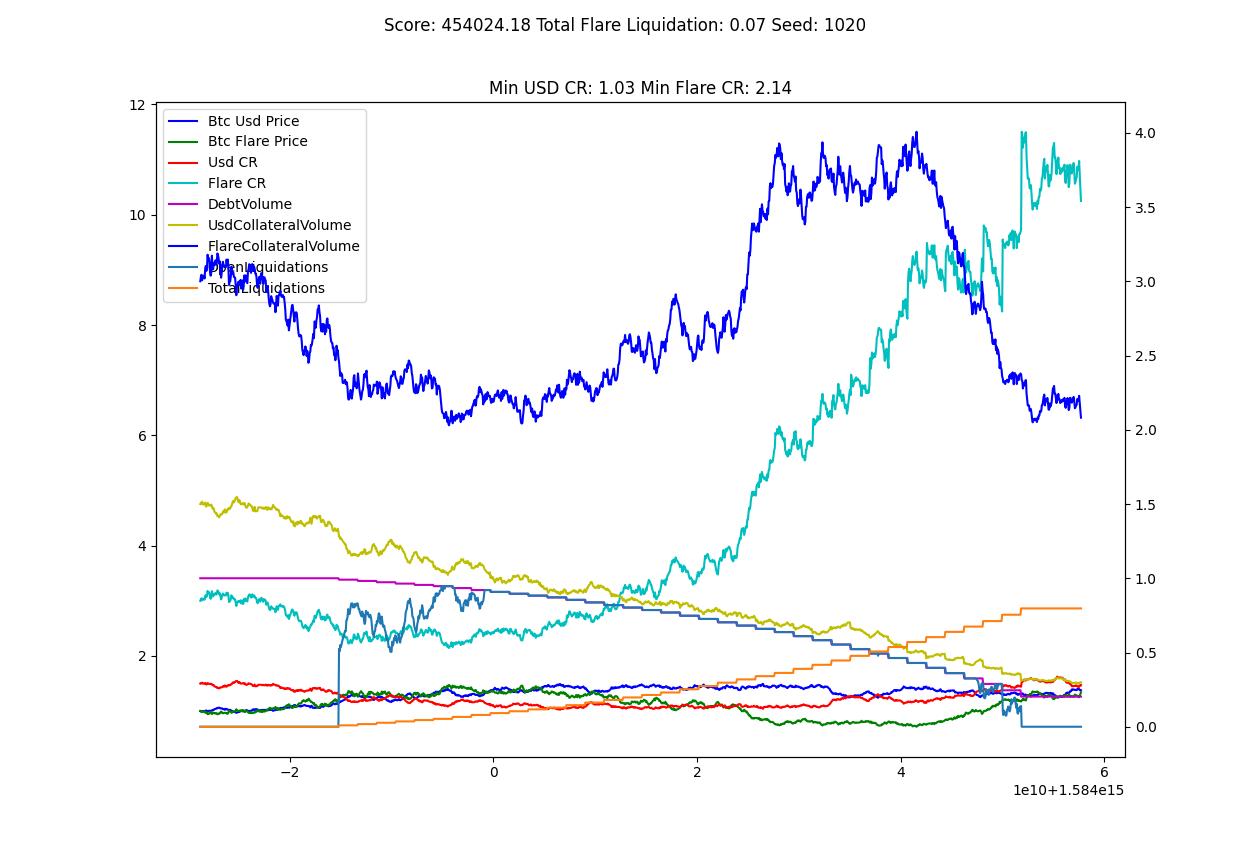 Score: 454024.18 Total Flare Liquidation: 0.07 Seed: 1020
Min USD CR: 1.03 Min Flare CR: 2.14
12
10
8
6
4
2
4.0
3.5
3.0
2.5
2.0
1.5
1.0
0.5
0.0
Btc Usd Price
Btc Flare Price
Usd CR
Flare CR
DebtVolume
UsdCollateralVolume
FlareCollateralVolume
OpenLiquidations
TotalLiquidations
−2
0
2
4
6
1e10+1.584e15